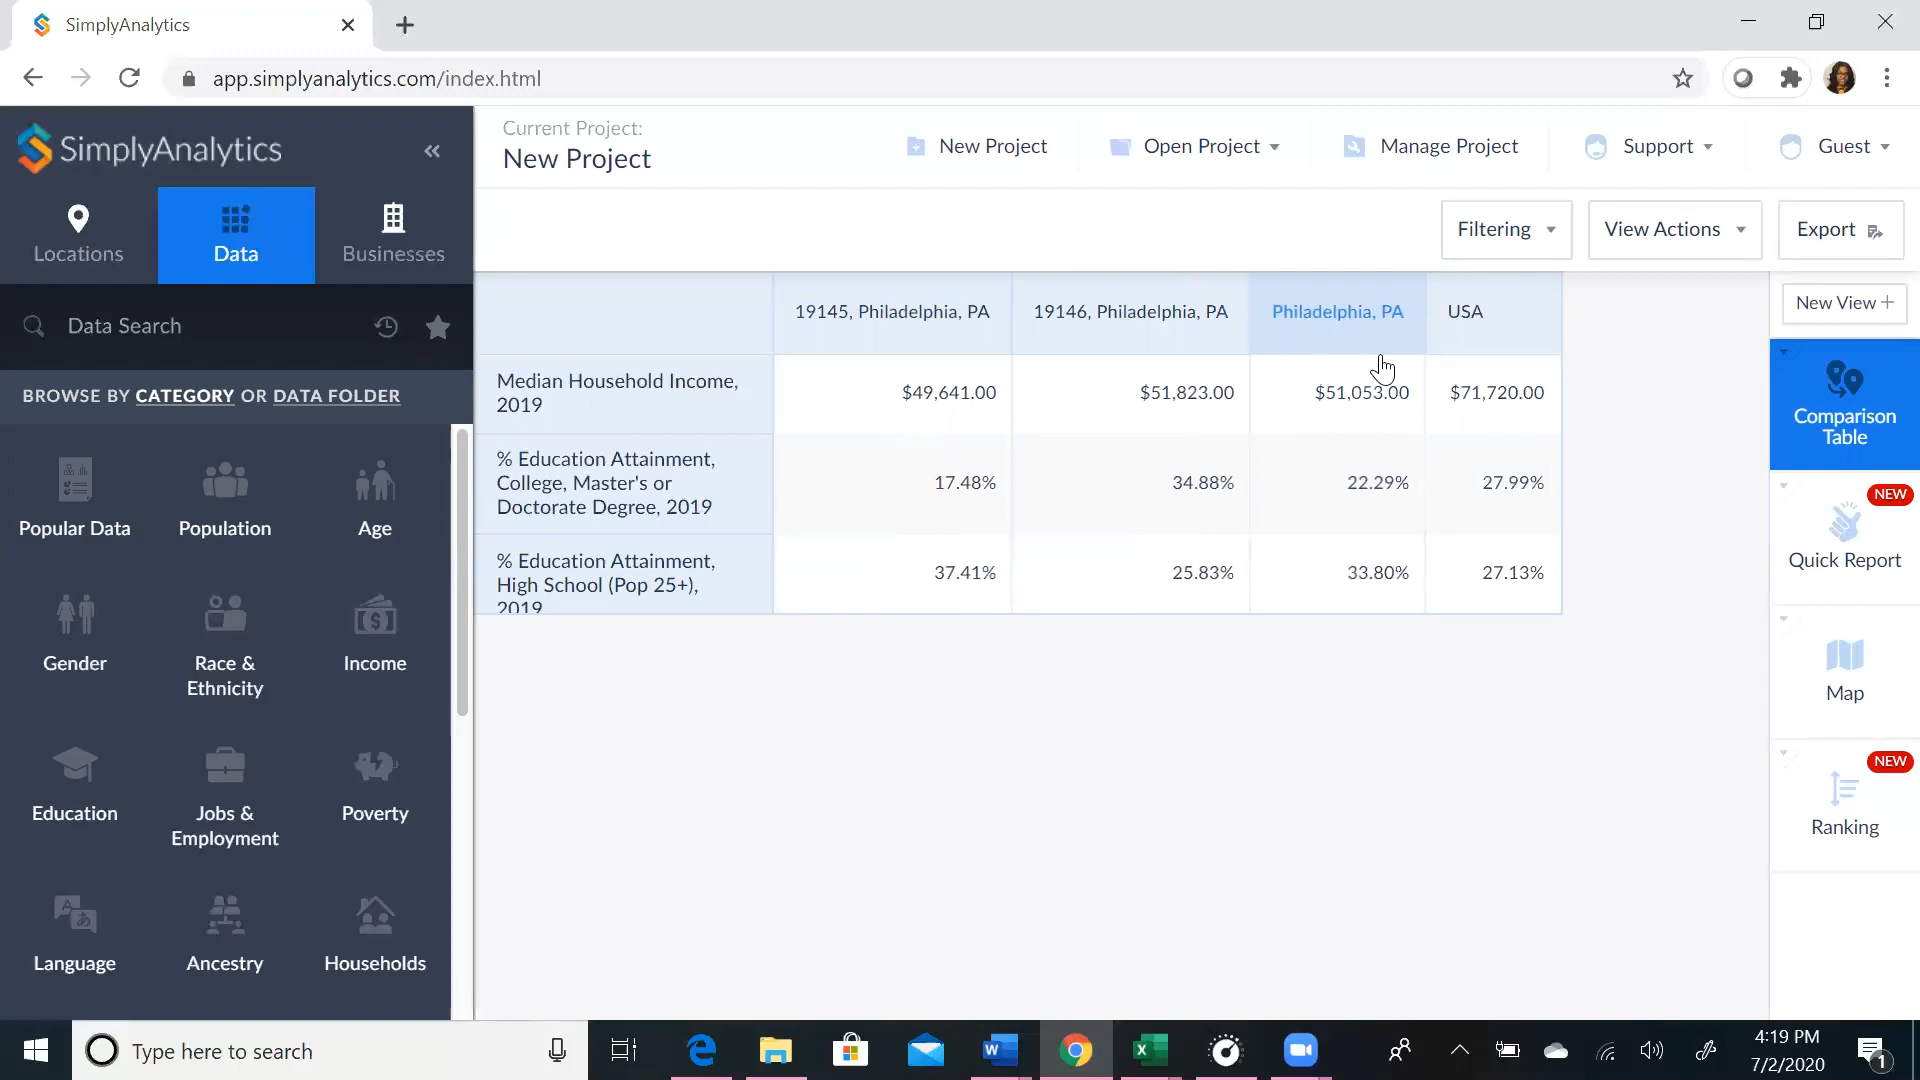 SimplyAnalytics
app.simplyanalytics.com/index.html
SimplyAnalytics
Current Project:
New Project
New Project
Open Project
Manage Project
Support
Guest
Locations
Data
Businesses
Filtering
View Actions
Export
Data Search
BROWSE BY CATEGORY OR DATA FOLDER
Popular Data
Population
Age
Gender
Race &
Ethnicity
Income
Education
Jobs &
Employment
Poverty
Language
Ancestry
Households
19145, Philadelphia, PA
19146, Philadelphia, PA
Philadelphia, PA
USA
Median Household Income,
2019
$49,641.00
$51,823.00
$51,053.00
$71,720.00
% Education Attainment,
College, Master's or
Doctorate Degree, 2019
17.48%
34.88%
22.29%
27.99%
% Education Attainment,
High School (Pop 25+),
2019
37.41%
25.83%
33.80%
27.13%
New View +
Comparison
Table
NEW
Quick Report
Map
NEW
Ranking
Type here to search
4:19 PM
7/2/2020
1